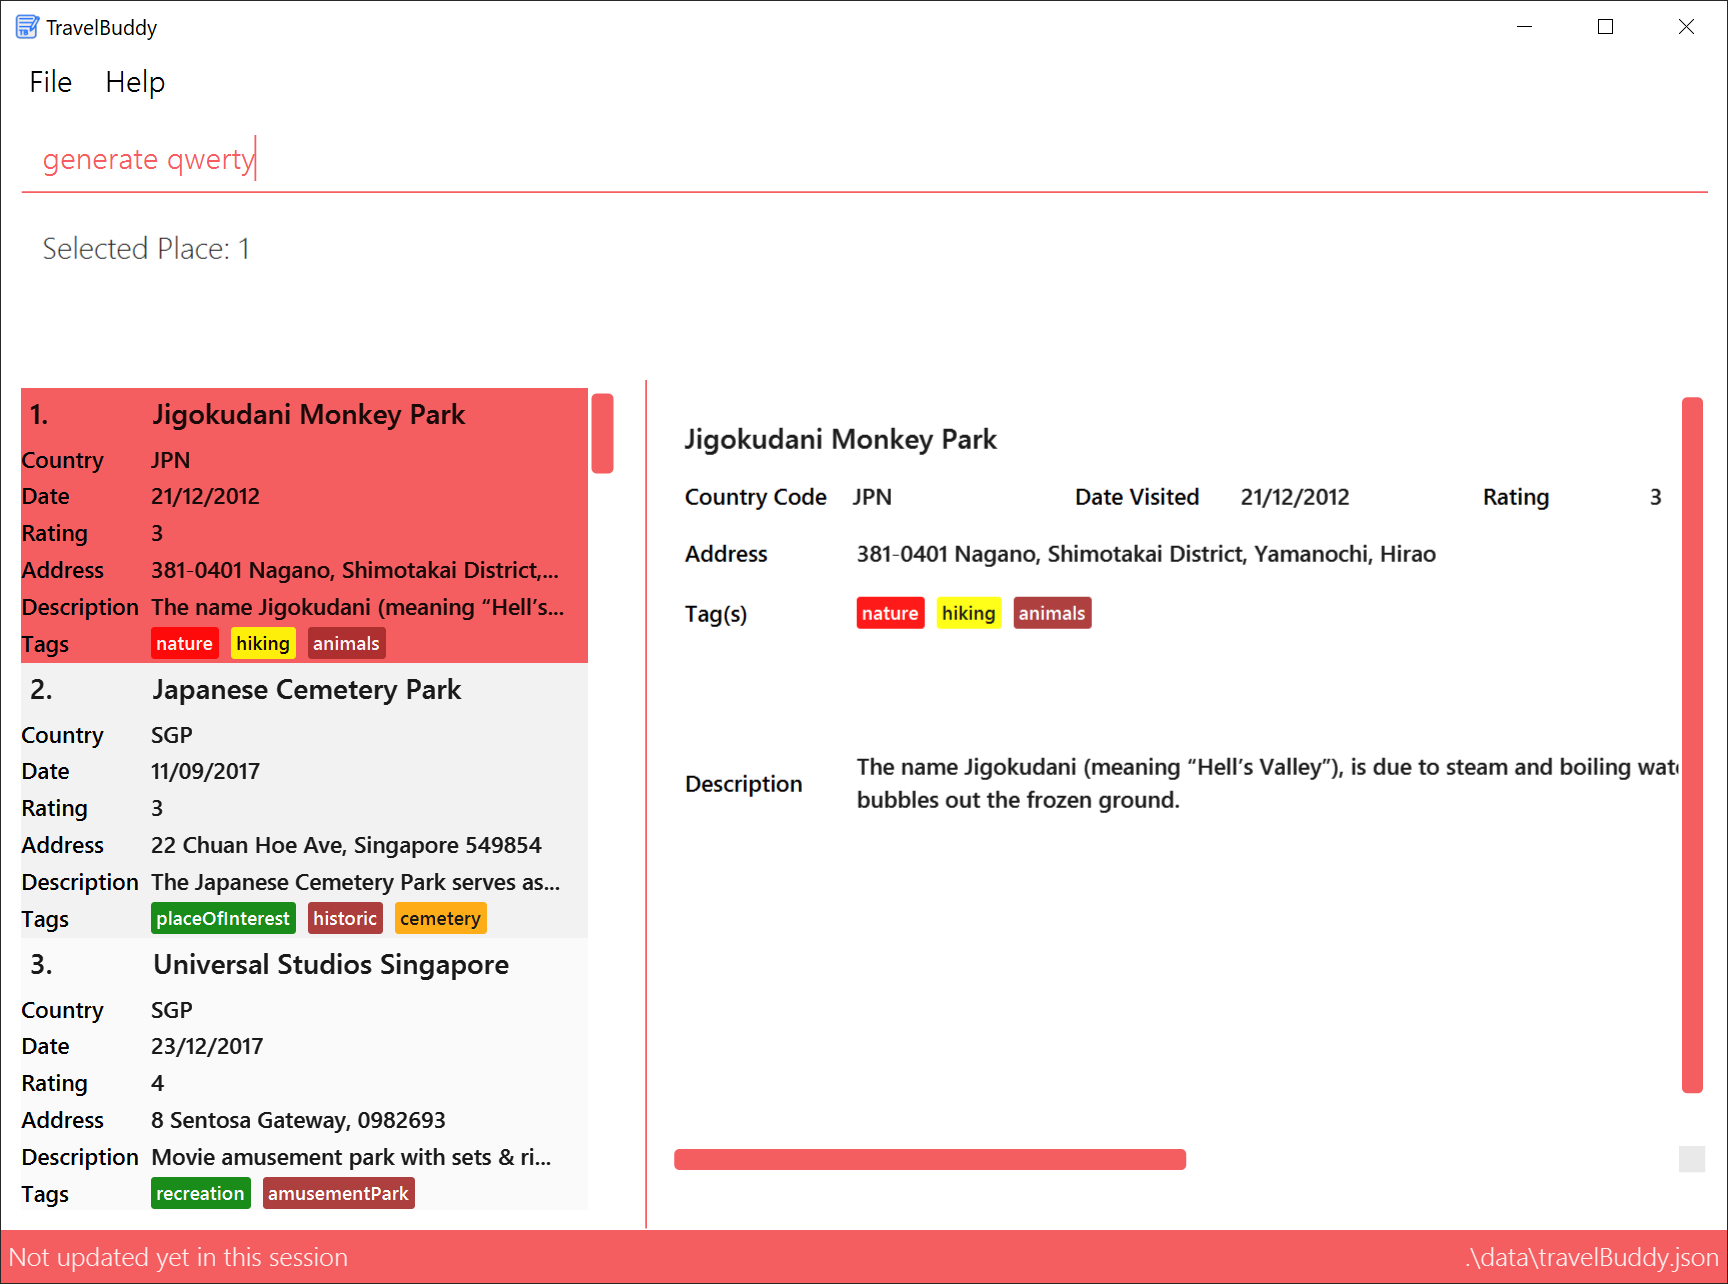 TravelBuddy
File Help
generate qwerty
Selected Place: 1
1. Jigokudani Monkey Park
Country JPN
Date 21/12/2012
Rating 3
Address 381-0401 Nagano, Shimotakai District,...
Description The name Jigokudani (meaning “Hell’s...
Tags nature hiking animals
2. Japanese Cemetery Park
Country SGP
Date 11/09/2017
Rating 3
Address 22 Chuan Hoe Ave, Singapore 549854
Description The Japanese Cemetery Park serves as...
Tags placeOfInterest historic cemetery
3. Universal Studios Singapore
Country SGP
Date 23/12/2017
Rating 4
Address 8 Sentosa Gateway, 0982693
Description Movie amusement park with sets & ri...
Tags recreation amusementPark
Jigokudani Monkey Park
Country Code JPN Date Visited 21/12/2012 Rating 3
Address 381-0401 Nagano, Shimotakai District, Yamanochi, Hirao
Tag(s) nature hiking animals
Description The name Jigokudani (meaning “Hell’s Valley”), is due to steam and boiling
bubbles out the frozen ground.
Not updated yet in this session .\data\travelBuddy.json